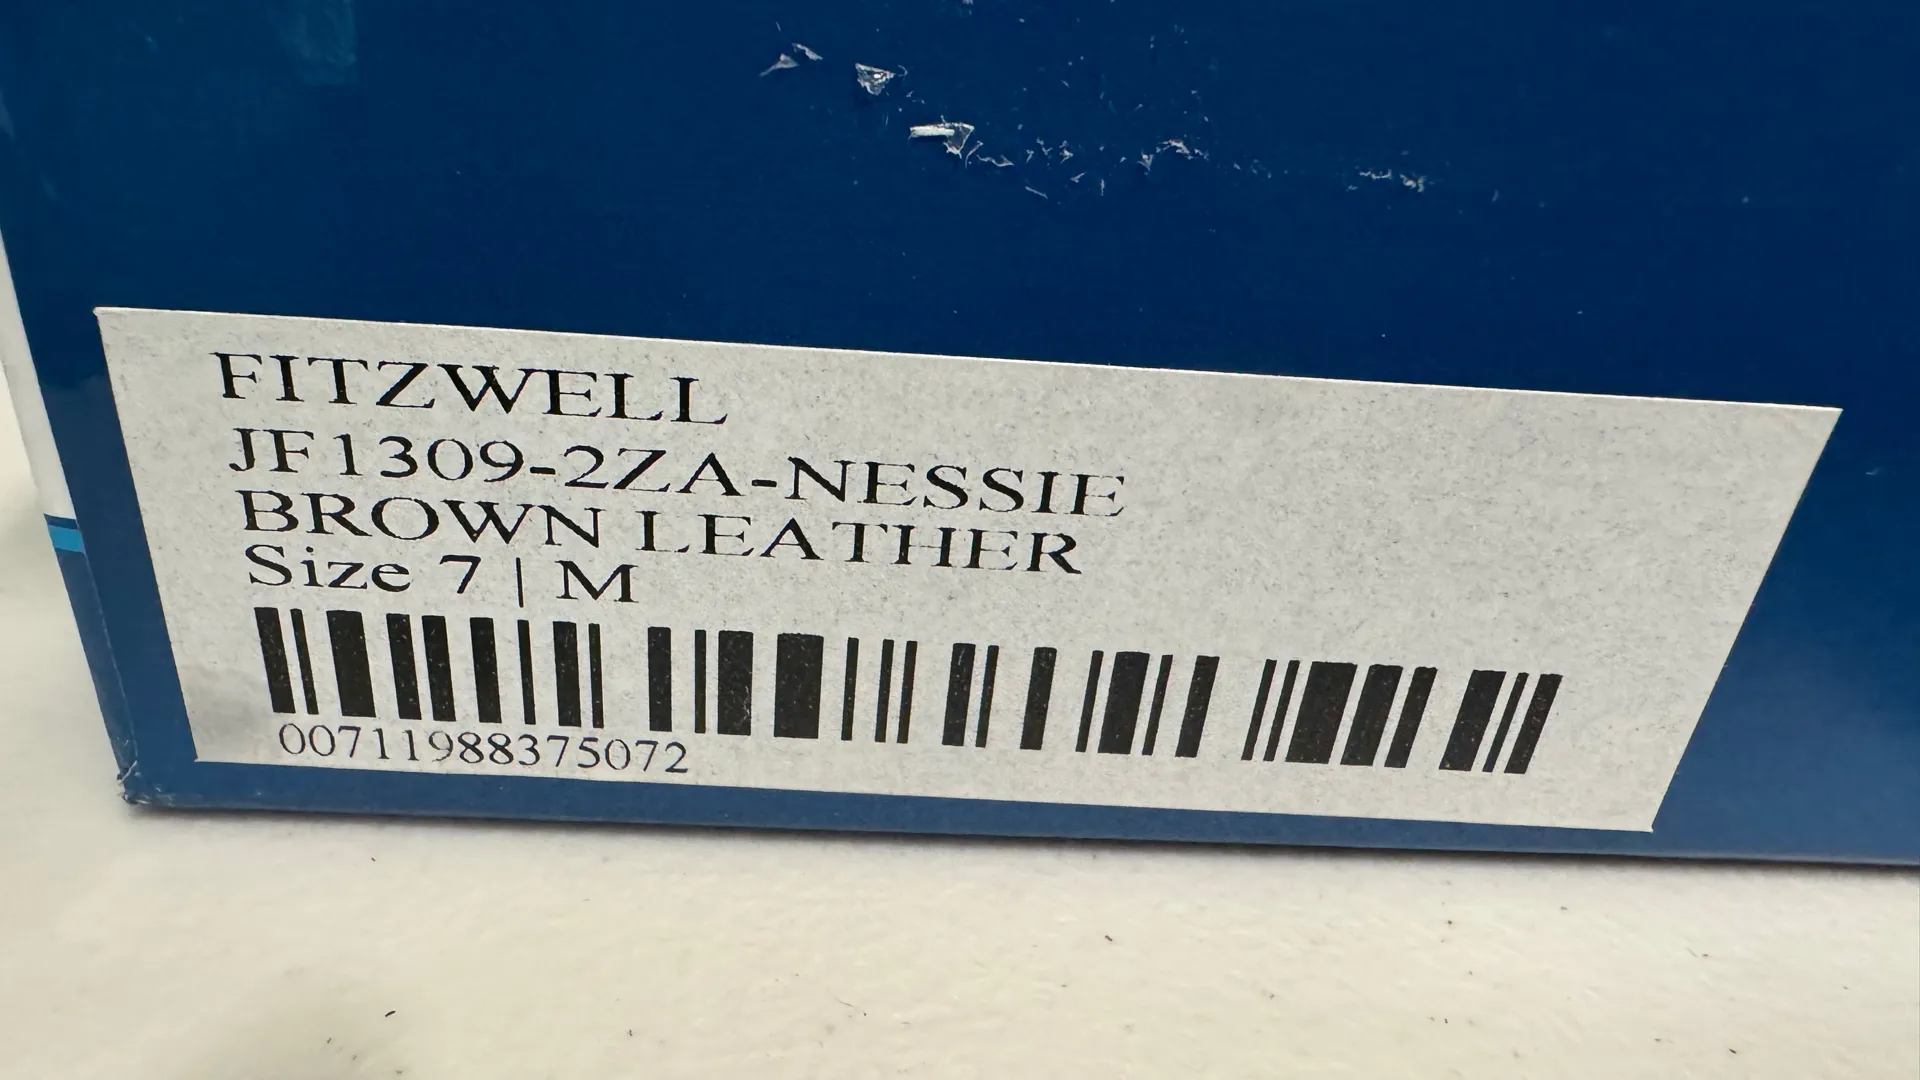 FITZWELL
JF1309-2ZA-NESSIE
BROWN LEATHER
Size 7 | M
00711988375072